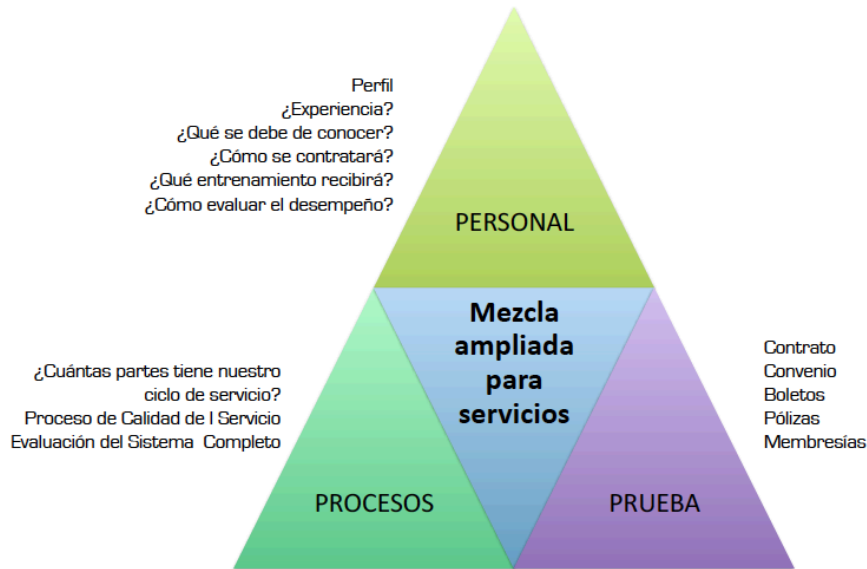 Perfil
¿Experiencia?
¿Qué se debe de conocer?
¿Cómo se contratará?
¿Qué entrenamiento recibirá?
¿Cómo evaluar el desempeño?
PERSONAL
Mezcla
ampliada
para
servicios
¿Cuántas partes tiene nuestro
ciclo de servicio?
Proceso de Calidad de l Servicio
Evaluación del Sistema Completo
PROCESOS
Contrato
Convenio
Boletos
Pólizas
Membresías
PRUEBA